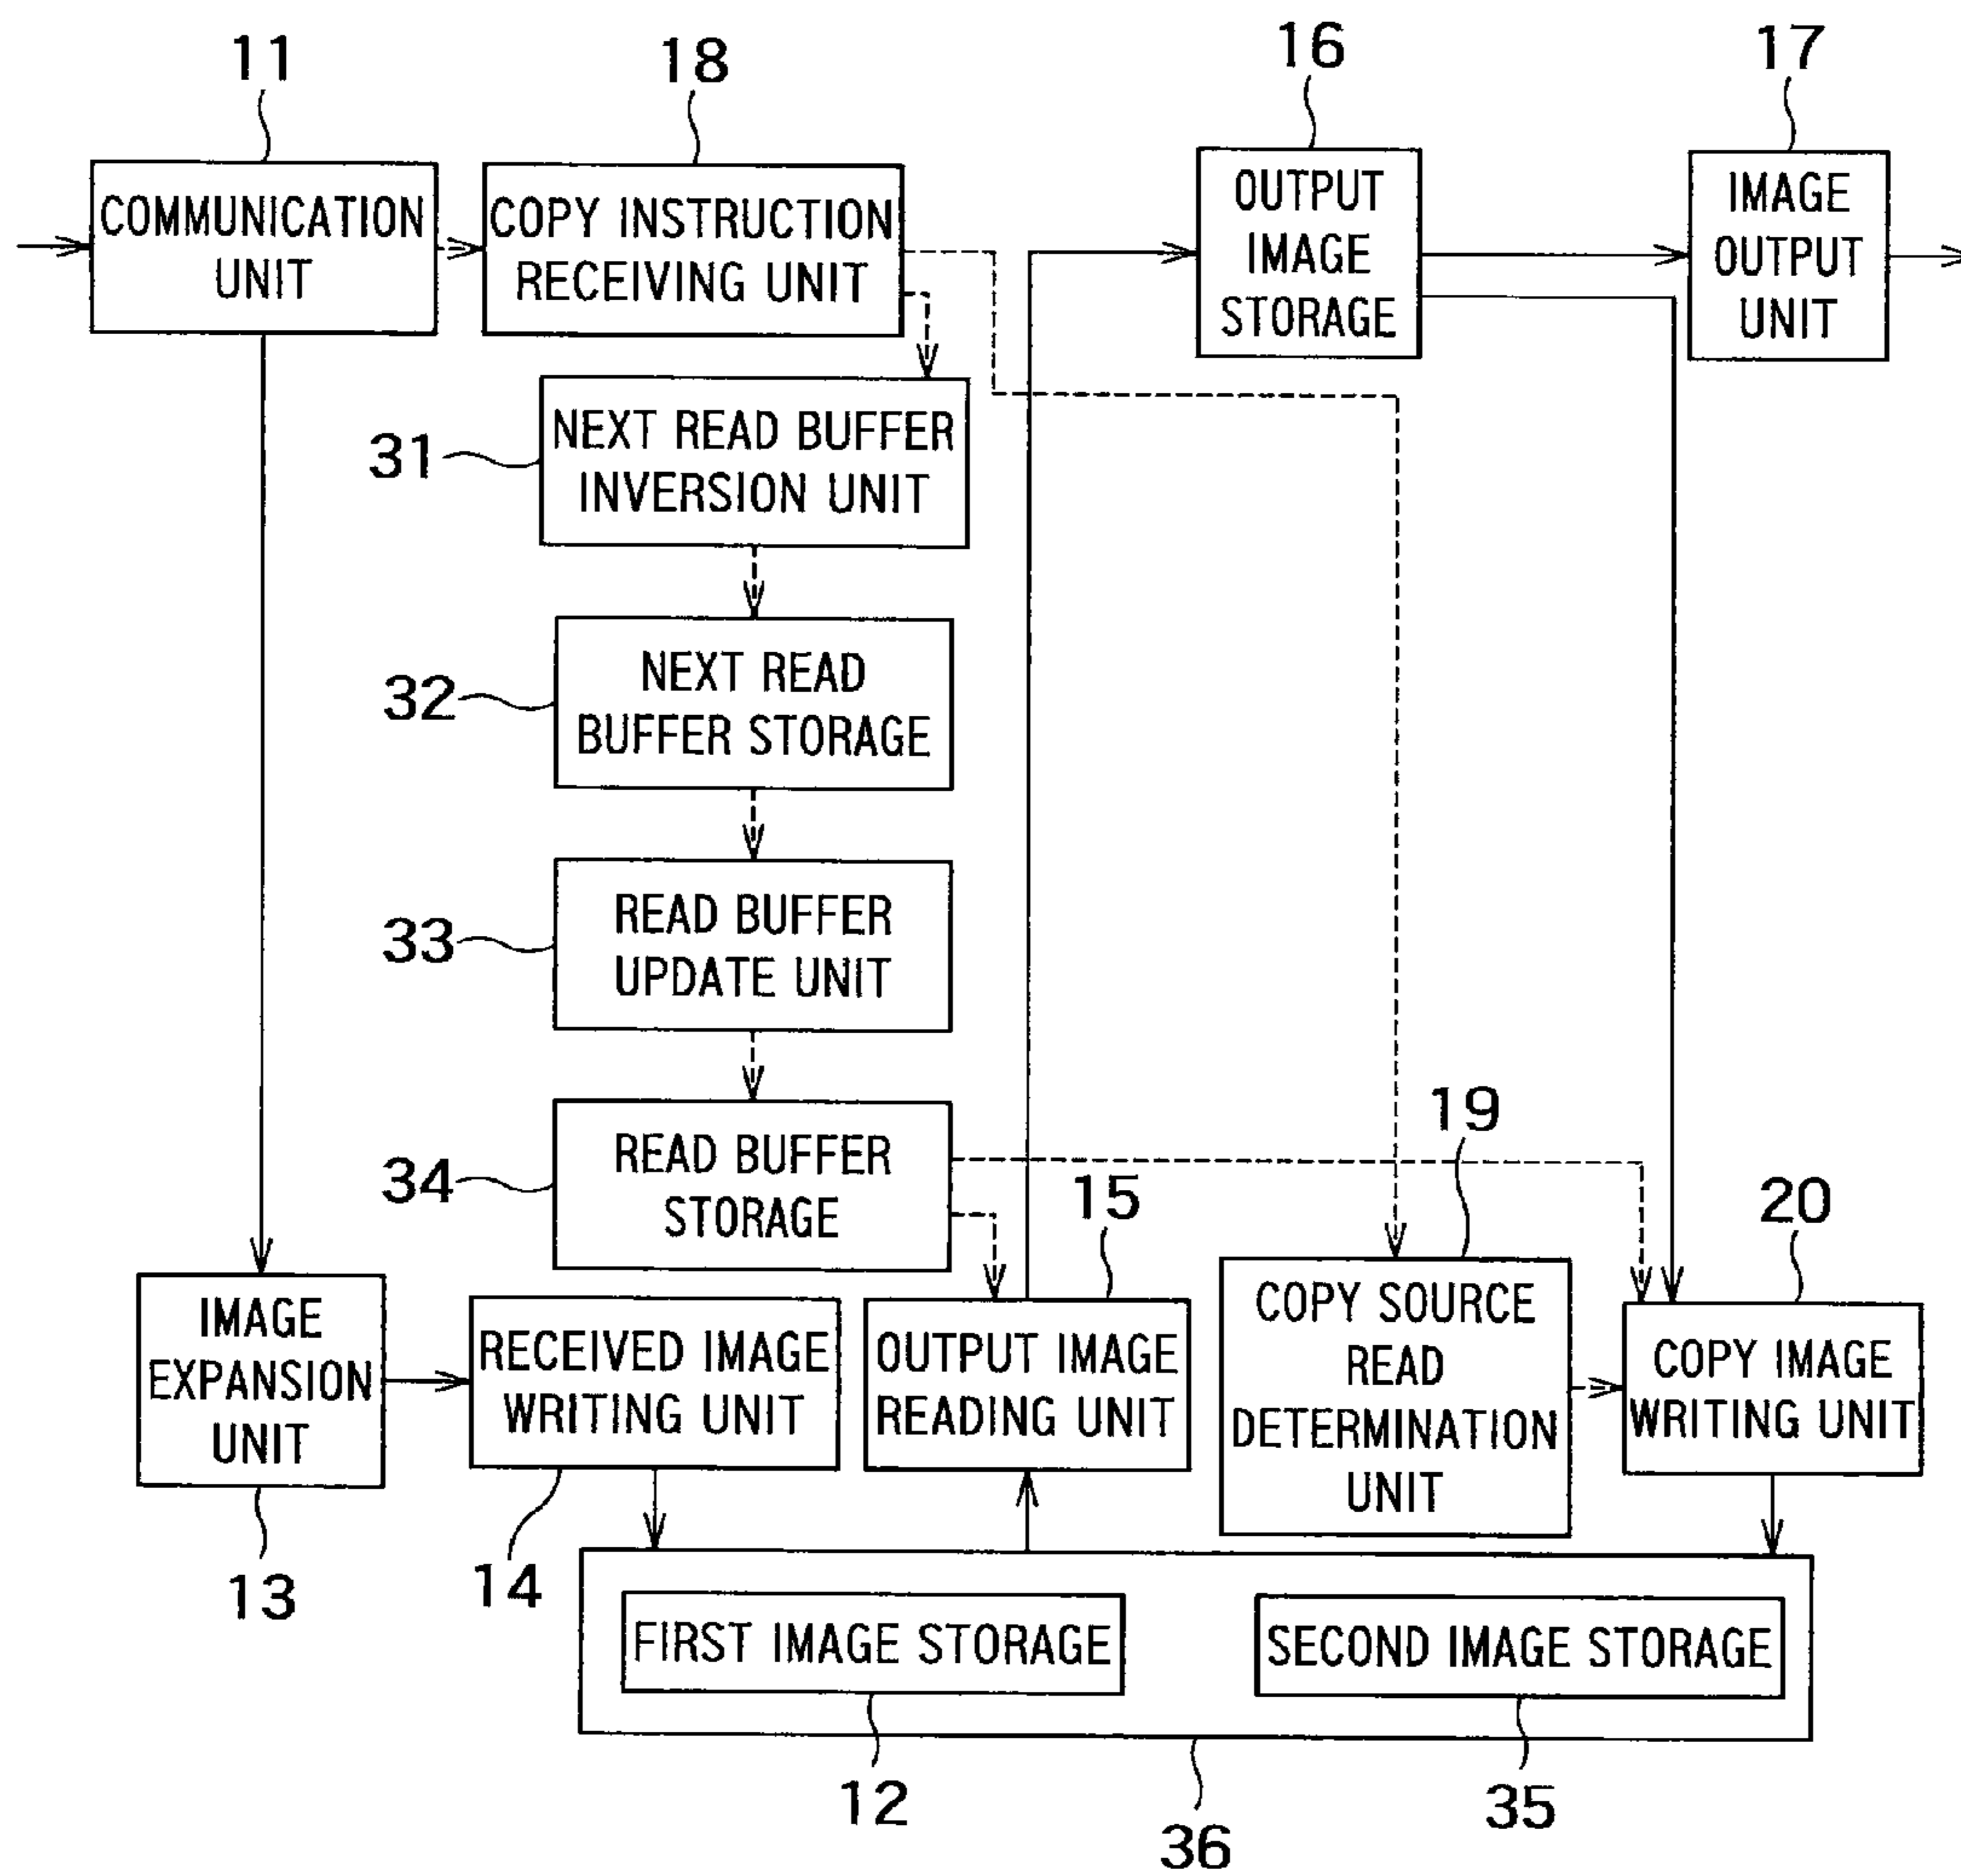 11
18
16
17
COMMUNICATION
UNIT
COPY INSTRUCTION
RECEIVING UNIT
OUTPUT
IMAGE
STORAGE
IMAGE
OUTPUT
UNIT
31
NEXT READ BUFFER
INVERSION UNIT
32
NEXT READ
BUFFER STORAGE
33
READ BUFFER
UPDATE UNIT
34
READ BUFFER
STORAGE
15
19
20
IMAGE
EXPANSION
UNIT
RECEIVED IMAGE
WRITING UNIT
OUTPUT IMAGE
READING UNIT
COPY SOURCE
READ
DETERMINATION
UNIT
COPY IMAGE
WRITING UNIT
13
14
FIRST IMAGE STORAGE
SECOND IMAGE STORAGE
12
35
36